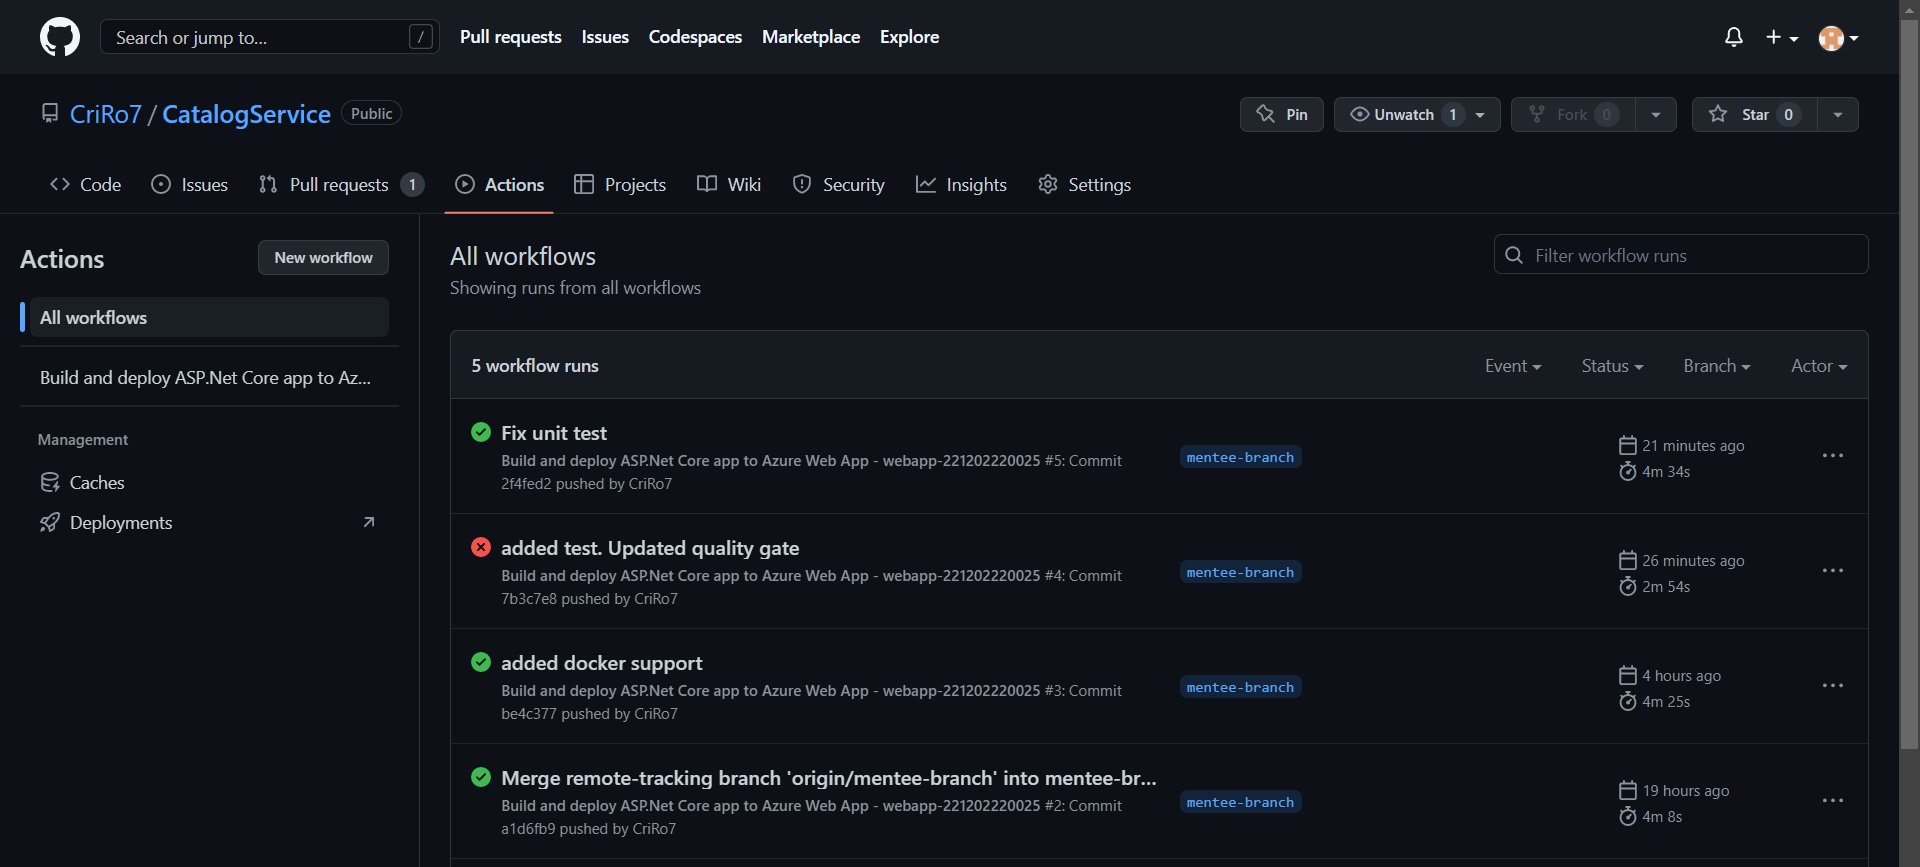 Search or jump to... /
Pull requests Issues Codespaces Marketplace Explore
CriRo7 / CatalogService Public
Pin Unwatch 1 Fork 0 Star 0
Code Issues Pull requests 1 Actions Projects Wiki Security Insights Settings
Actions
New workflow
All workflows
Build and deploy ASP.Net Core app to Az...
Management
Caches
Deployments
All workflows
Showing runs from all workflows
Filter workflow runs
5 workflow runs
Event Status Branch Actor
Fix unit test
Build and deploy ASP.Net Core app to Azure Web App - webapp-221202220025 #5: Commit
2f4fed2 pushed by CriRo7
mentee-branch
21 minutes ago
4m 34s
added test. Updated quality gate
Build and deploy ASP.Net Core app to Azure Web App - webapp-221202220025 #4: Commit
7b3c7e8 pushed by CriRo7
mentee-branch
26 minutes ago
2m 54s
added docker support
Build and deploy ASP.Net Core app to Azure Web App - webapp-221202220025 #3: Commit
be4c377 pushed by CriRo7
mentee-branch
4 hours ago
4m 25s
Merge remote-tracking branch 'origin/mentee-branch' into mentee-br...
Build and deploy ASP.Net Core app to Azure Web App - webapp-221202220025 #2: Commit
a1d6fb9 pushed by CriRo7
mentee-branch
19 hours ago
4m 8s